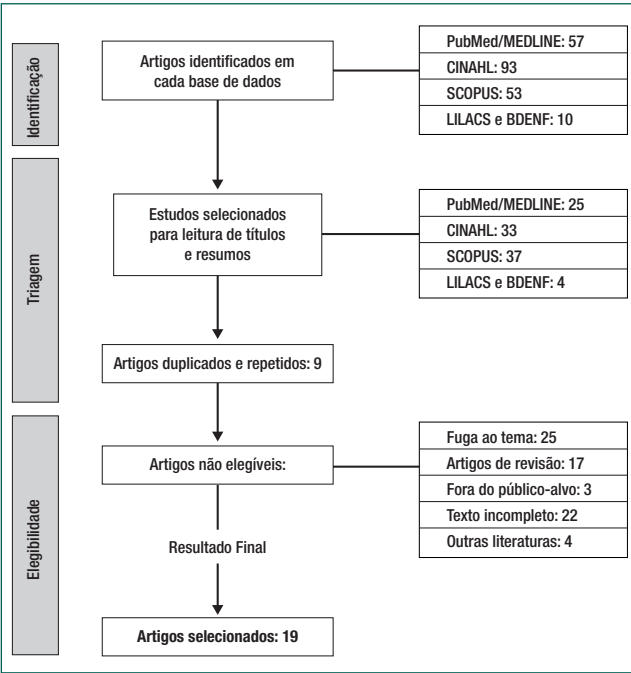 Identificação
Artigos identificados em
cada base de dados
PubMed/MEDLINE: 57
CINAHL: 93
SCOPUS: 53
LILACS e BDENF: 10
Triagem
Estudos selecionados
para leitura de títulos
e resumos
PubMed/MEDLINE: 25
CINAHL: 33
SCOPUS: 37
LILACS e BDENF: 4
Artigos duplicados e repetidos: 9
Elegibilidade
Artigos não elegíveis:
Fuga ao tema: 25
Artigos de revisão: 17
Fora do público-alvo: 3
Texto incompleto: 22
Outras literaturas: 4
Resultado Final
Artigos selecionados: 19